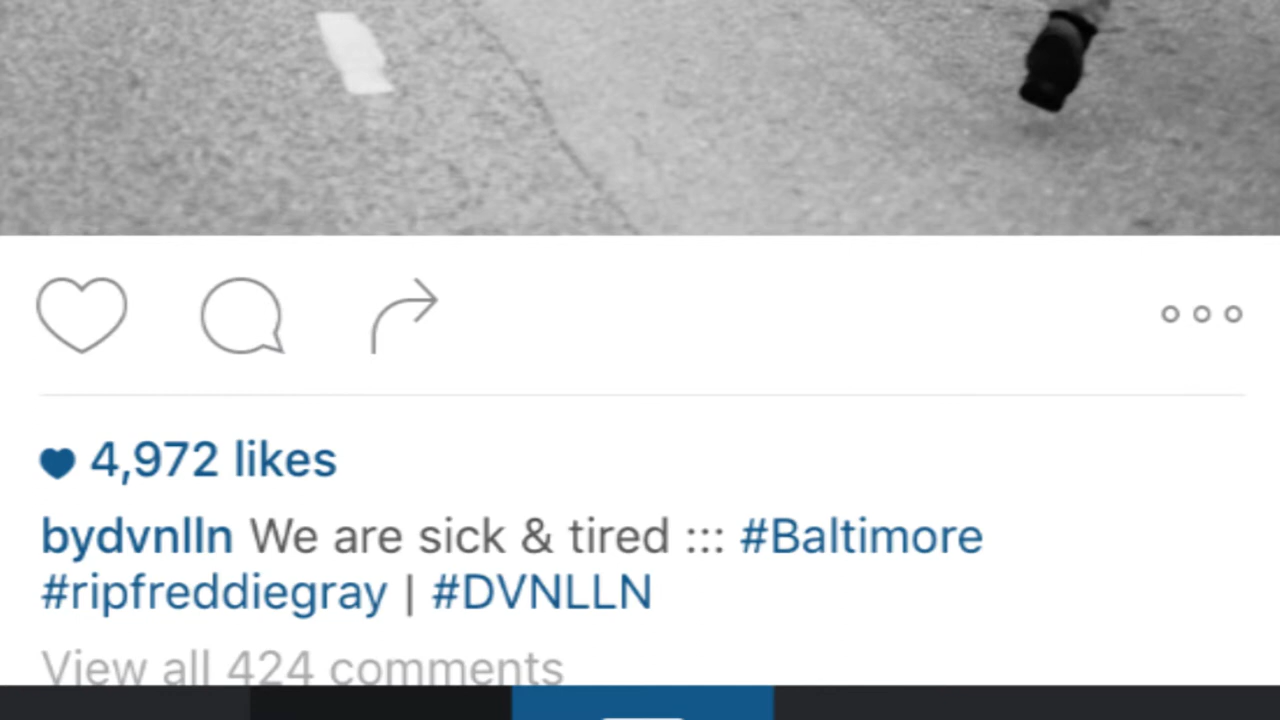 4,972 likes
bydvnlln We are sick & tired ::: #Baltimore
#ripfreddiegray | #DVNLLN
View all 424 comments